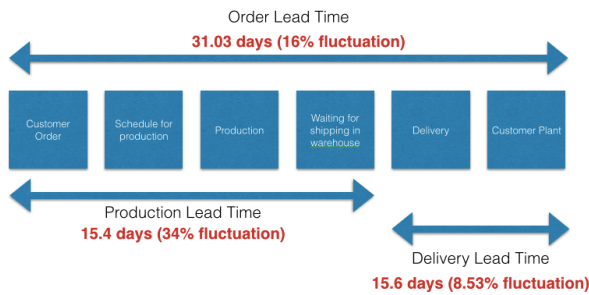 Order Lead Time
31.03 days (16% fluctuation)
Customer
Order
Schedule for
production
Production
Waiting for
shipping in
warehouse
Delivery
Customer Plant
Production Lead Time
15.4 days (34% fluctuation)
Delivery Lead Time
15.6 days (8.53% fluctuation)